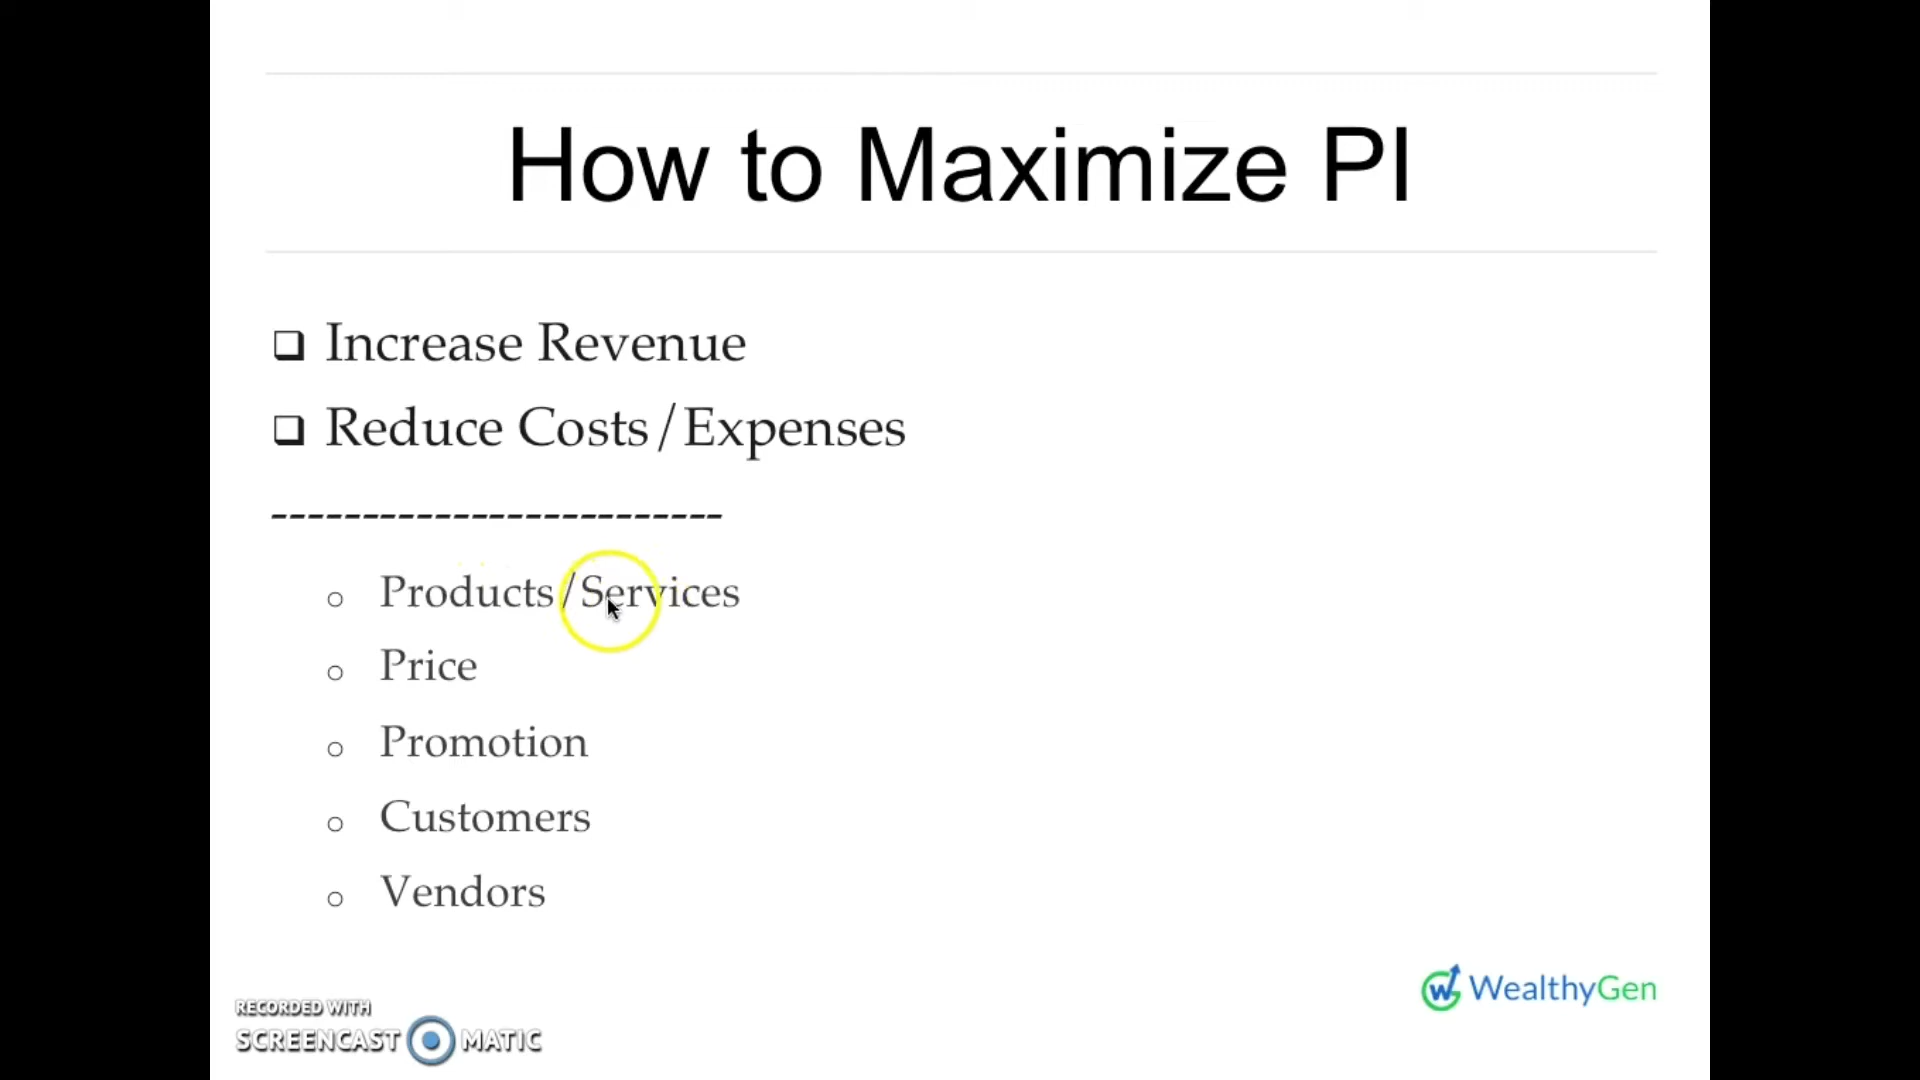 How to Maximize PI
Increase Revenue
Reduce Costs/Expenses
-------------------------
Products/Services
Price
Promotion
Customers
Vendors
WealthyGen
RECORDED WITH
SCREENCAST MATIC